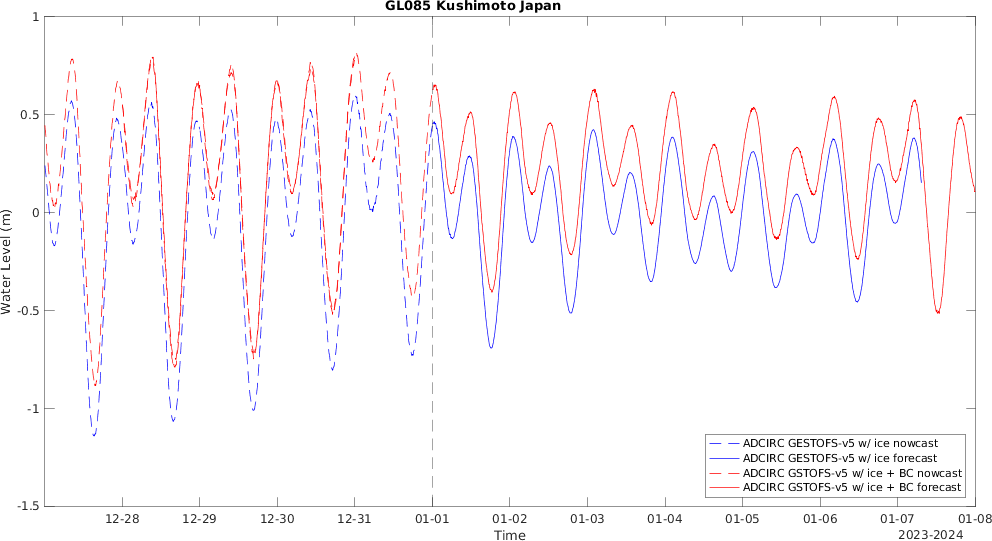 GL085 Kushimoto Japan
1
0.5
0
-0.5
-1
-1.5
Water Level (m)
ADCIRC GESTOFS-v5 w/ ice nowcast
ADCIRC GESTOFS-v5 w/ ice forecast
ADCIRC GSTOFS-v5 w/ ice + BC nowcast
ADCIRC GSTOFS-v5 w/ ice + BC forecast
12-28 12-29 12-30 12-31 01-01 01-02 01-03 01-04 01-05 01-06 01-07 01-08
Time
2023-2024